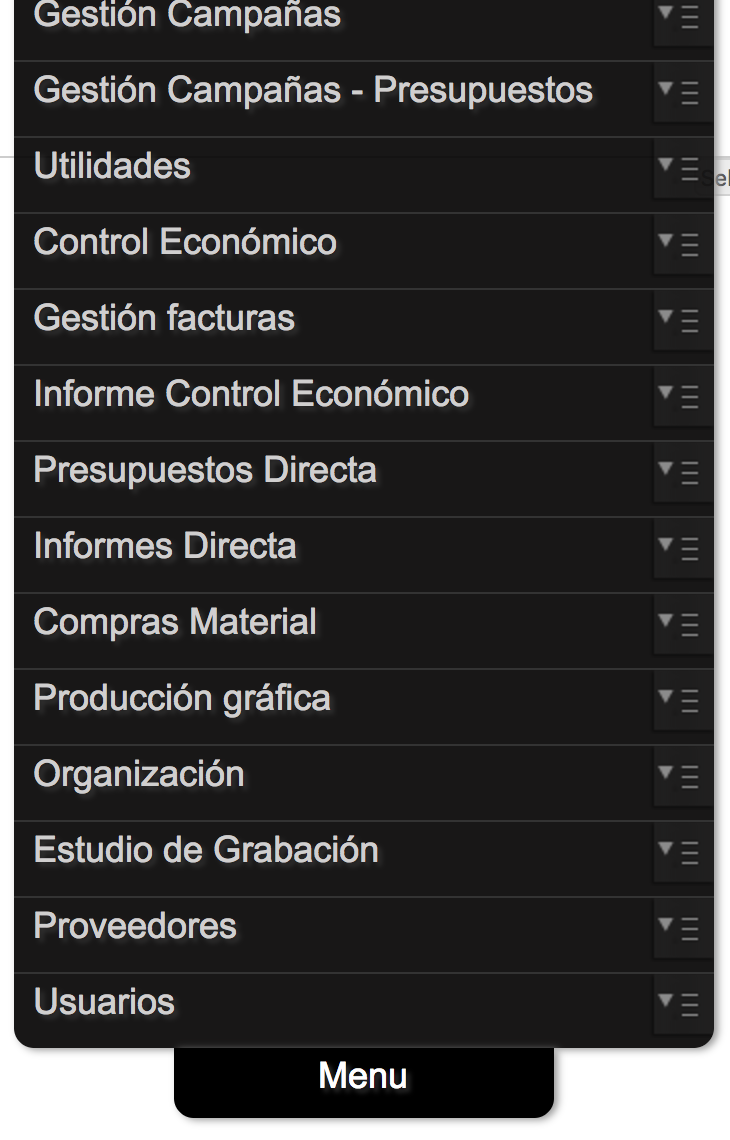 Gestión Campañas
Gestión Campañas - Presupuestos
Utilidades
Control Económico
Gestión facturas
Informe Control Económico
Presupuestos Directa
Informes Directa
Compras Material
Producción gráfica
Organización
Estudio de Grabación
Proveedores
Usuarios
Menu